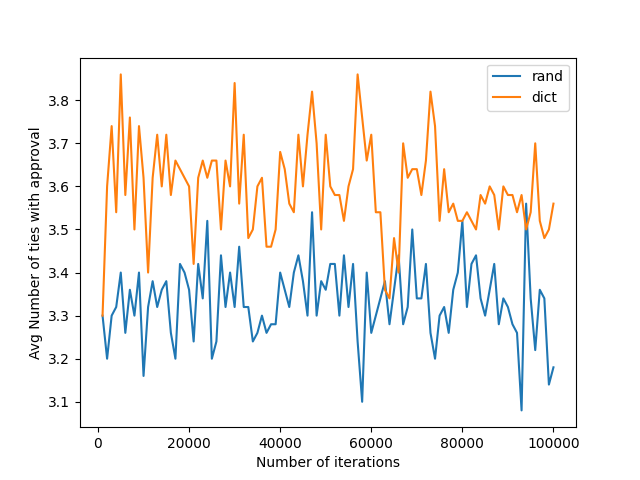 rand
dict
Avg Number of ties with approval
3.8
3.7
3.6
3.5
3.4
3.3
3.2
3.1
0 20000 40000 60000 80000 100000
Number of iterations